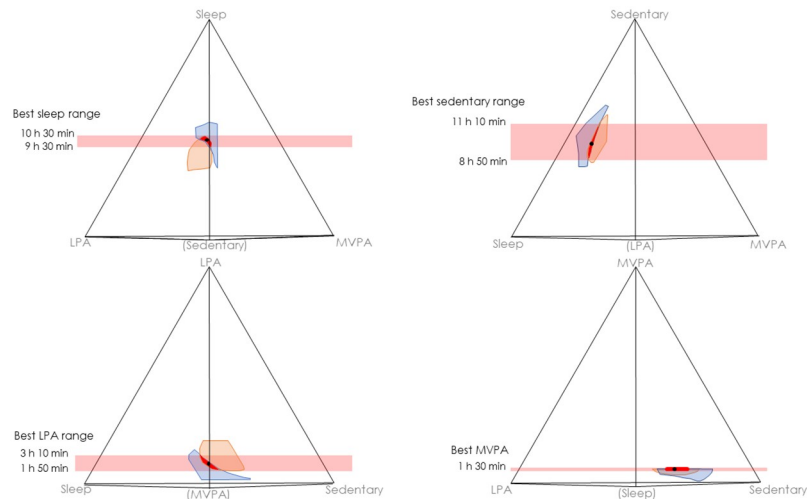 Sleep
Best sleep range
10 h 30 min
9 h 30 min
LPA
(Sedentary)
MVPA
Sedentary
Best sedentary range
11 h 10 min
8 h 50 min
Sleep
(LPA)
MVPA
LPA
Best LPA range
3 h 10 min
1 h 50 min
Sleep
(MVPA)
Sedentary
MVPA
Best MVPA
1 h 30 min
LPA
(Sleep)
Sedentary